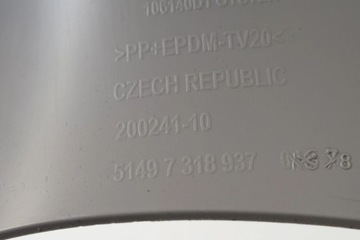 >PP+EPDM-TV20<
CZECH REPUBLIC
200241-10
5149 7 318 937